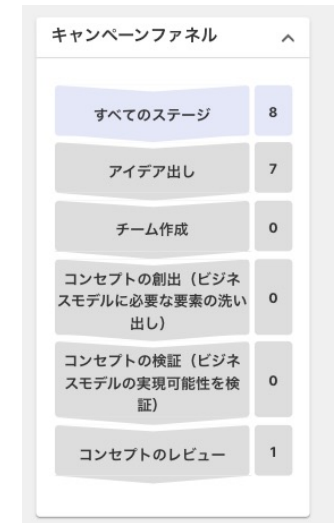 キャンペーンファネル
すべてのステージ
8
アイデア出し
7
チーム作成
0
コンセプトの創出（ビジネ
スモデルに必要な要素の洗い
出し）
0
コンセプトの検証（ビジネ
スモデルの実現可能性を検
証）
0
コンセプトのレビュー
1